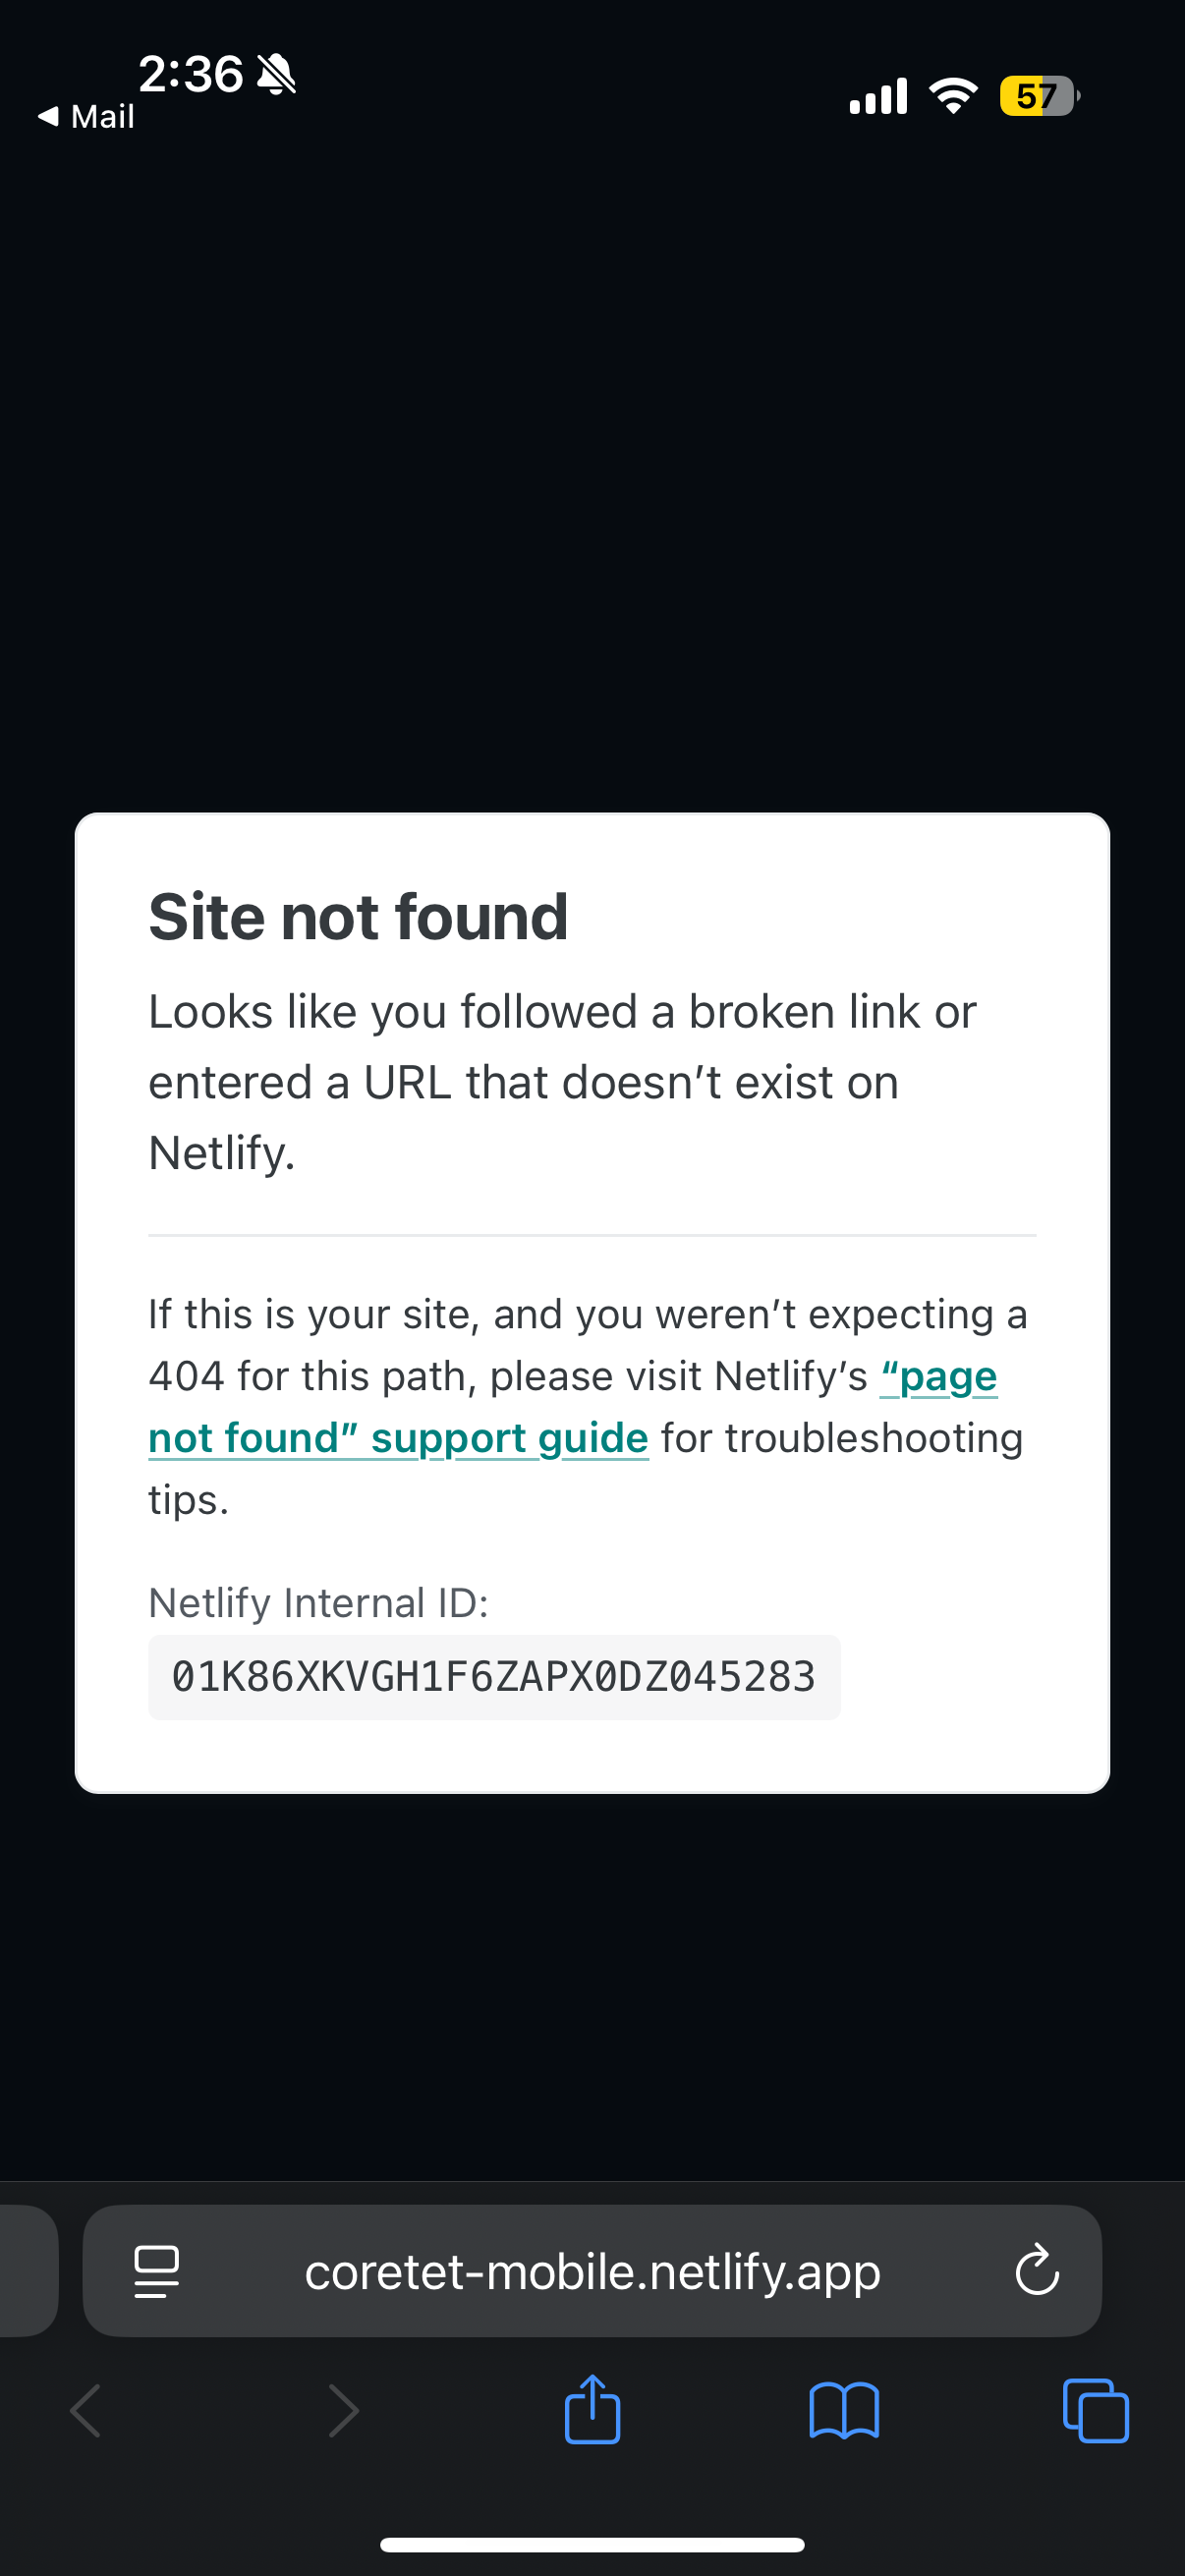 2:36
◀ Mail
57
Site not found
Looks like you followed a broken link or
entered a URL that doesn’t exist on
Netlify.
If this is your site, and you weren’t expecting a
404 for this path, please visit Netlify’s “page
not found” support guide for troubleshooting
tips.
Netlify Internal ID:
01K86XKVGH1F6ZAPX0DZ045283
coretet-mobile.netlify.app